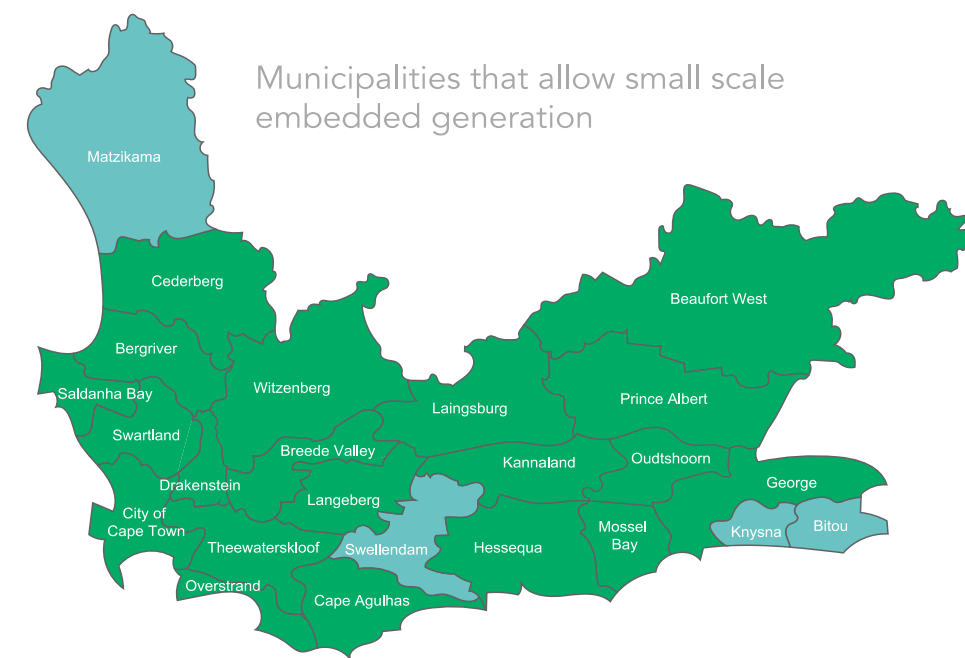 Municipalities that allow small scale
embedded generation
Matzikama
Cederberg
Beaufort West
Bergriver
Witzenberg
Saldanha Bay
Laingsburg
Prince Albert
Swartland
Breede Valley
Kannaland
Oudtshoorn
Drakenstein
Langeberg
George
City of
Cape Town
Theewaterskloof
Swellendam
Hessequa
Mossel
Bay
Knysna
Bitou
Overstrand
Cape Agulhas